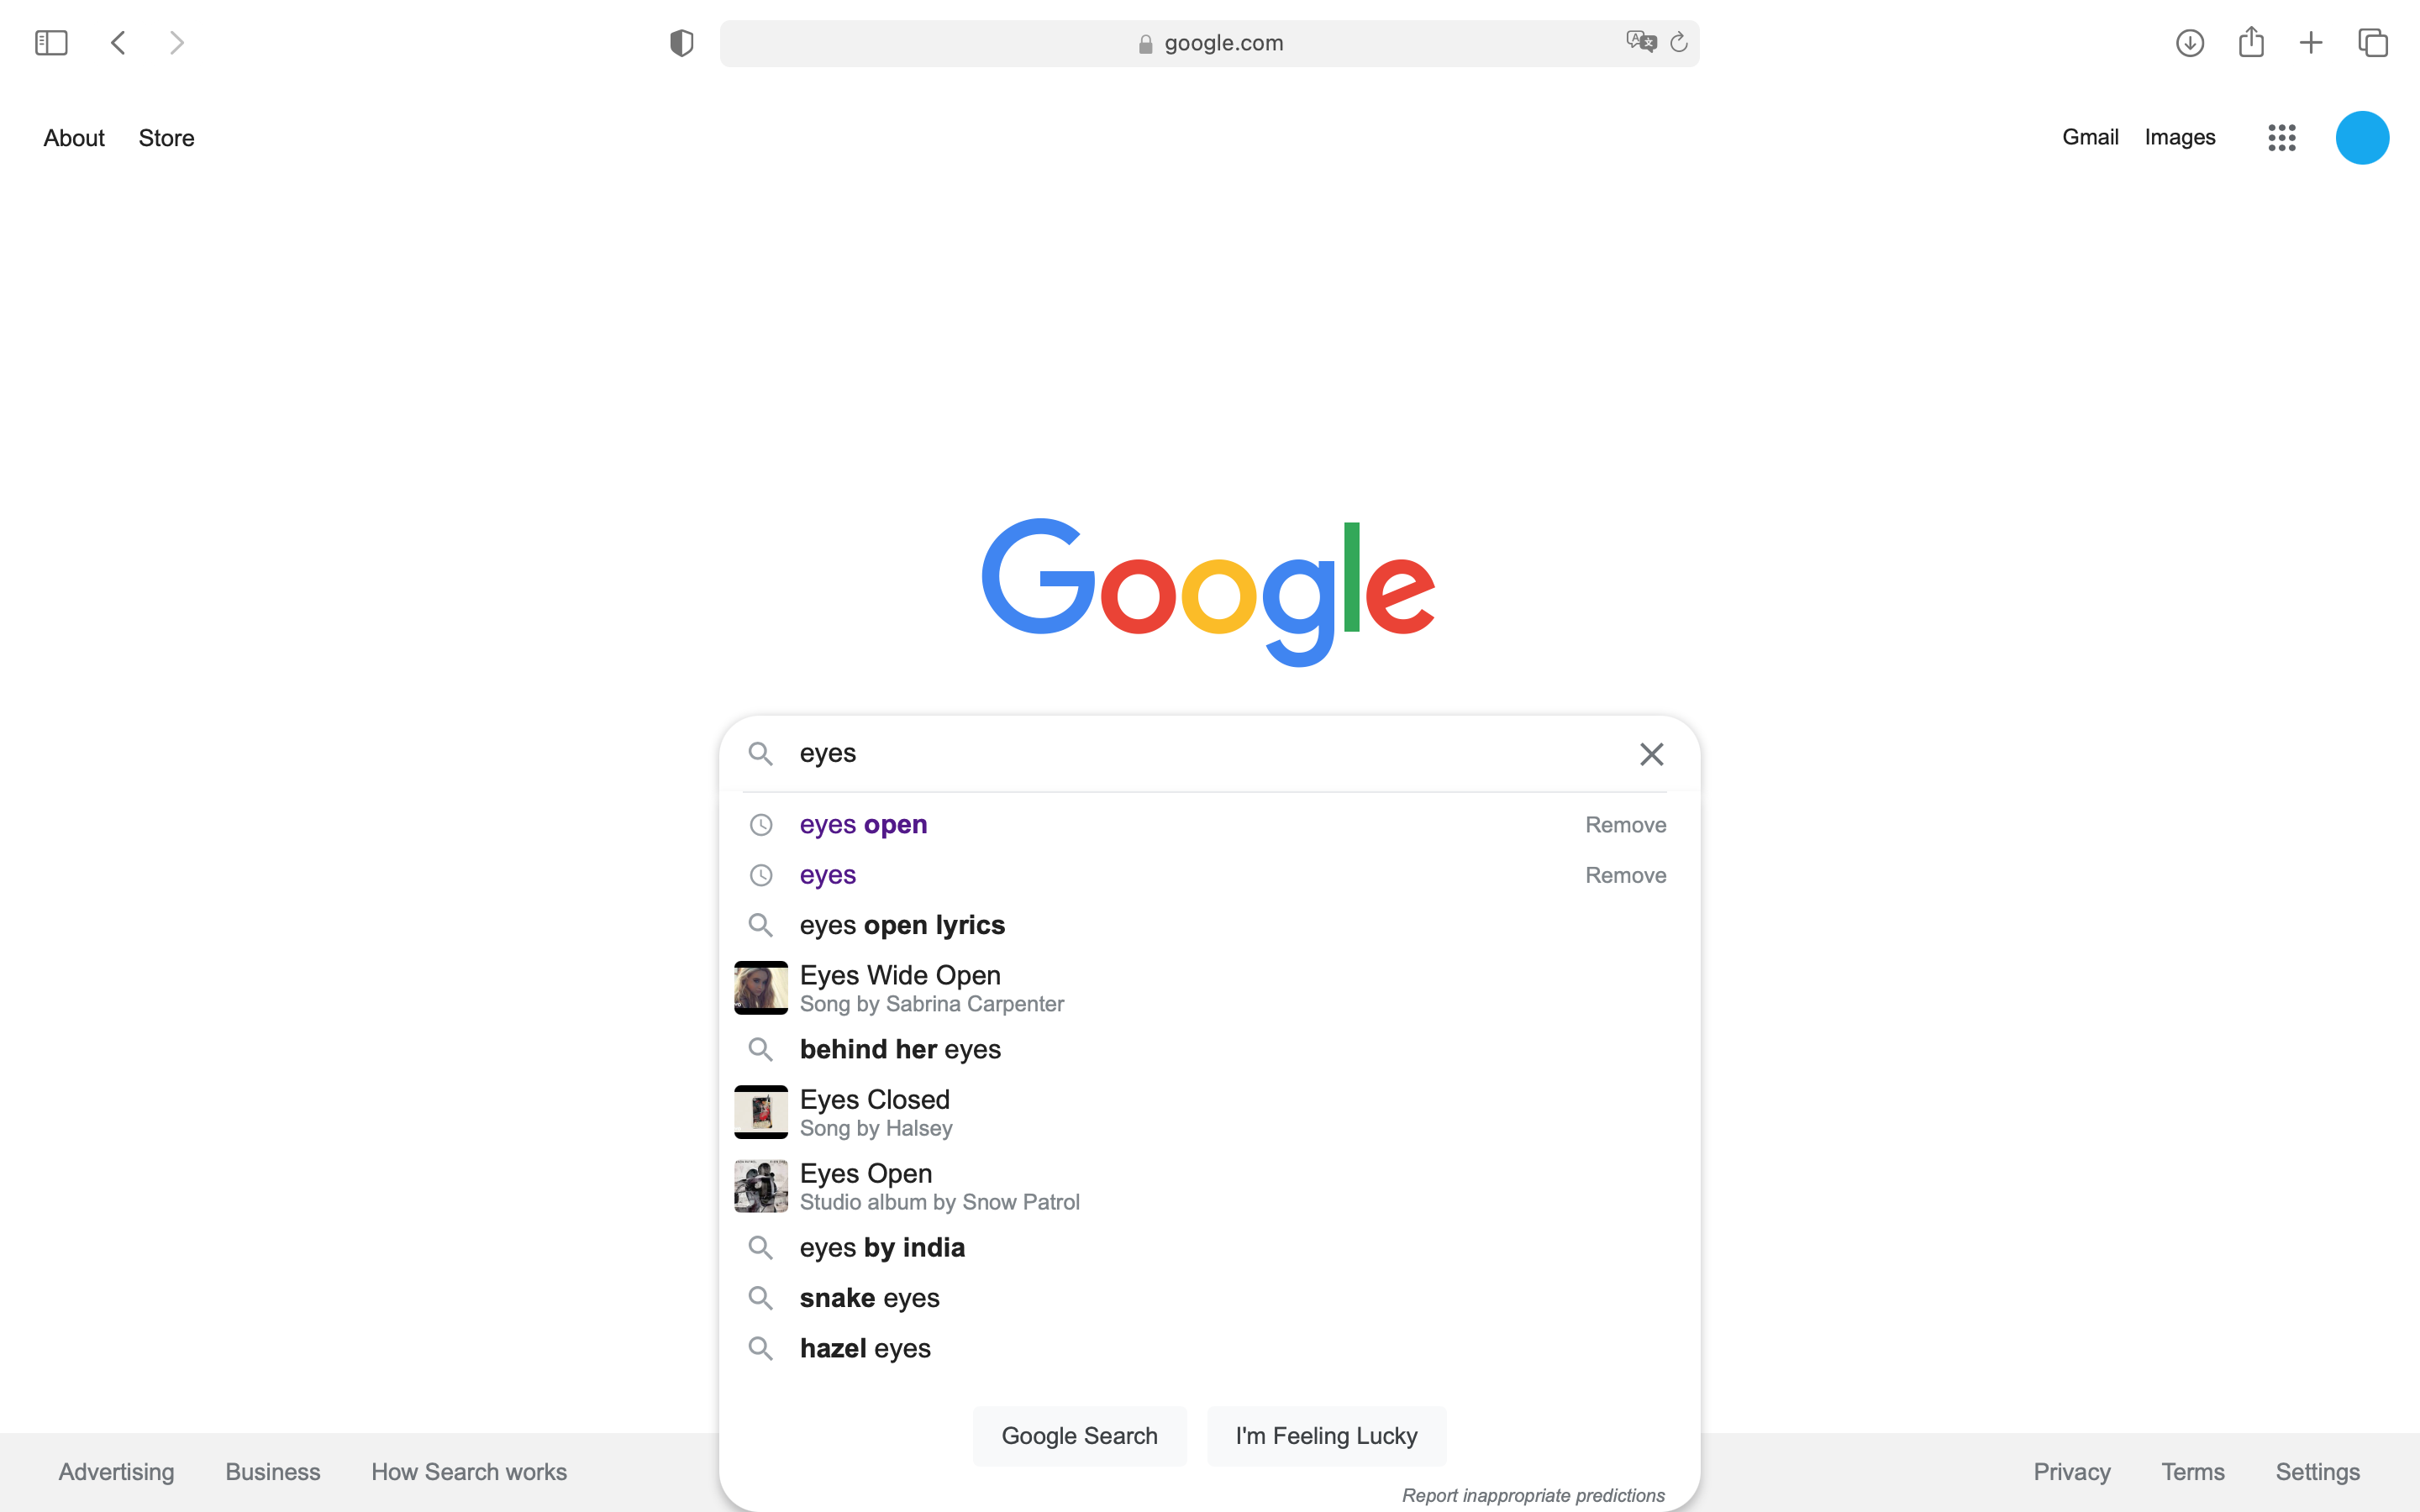 google.com
About Store
Gmail Images
Google
eyes
eyes open Remove
eyes Remove
eyes open lyrics
Eyes Wide Open
Song by Sabrina Carpenter
behind her eyes
Eyes Closed
Song by Halsey
Eyes Open
Studio album by Snow Patrol
eyes by india
snake eyes
hazel eyes
Google Search I'm Feeling Lucky
Advertising Business How Search works
Privacy Terms Settings
Report inappropriate predictions